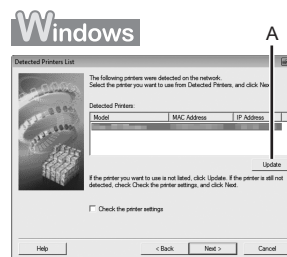 Windows
A
Detected Printers List
The following printers were detected on the network.
Select the printer you want to use from Detected Printers, and click Next.
Detected Printers:
Model MAC Address IP Address
Update
If the printer you want to use is not listed, click Update. If the printer is still not
detected, check Check the printer settings, and click Next.
Check the printer settings
Help < Back Next > Cancel